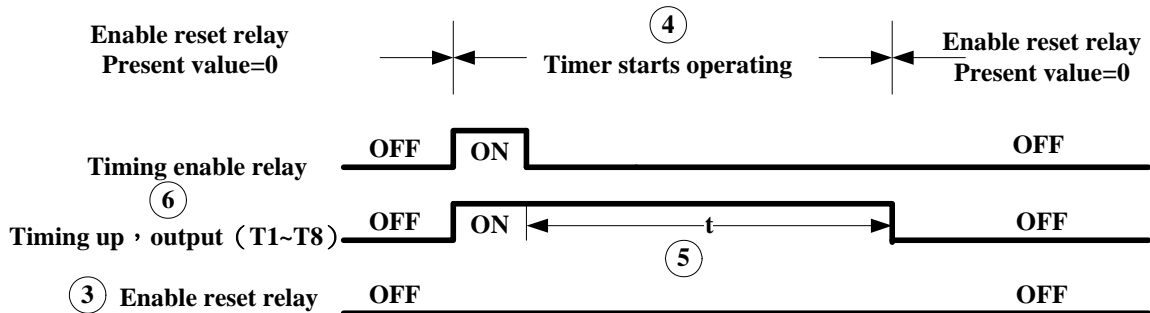 Enable reset relay
Present value=0
④
Timer starts operating
Enable reset relay
Present value=0
Timing enable relay
OFF
ON
OFF
⑥
Timing up，output（T1~T8）
OFF
ON
t
⑤
OFF
③ Enable reset relay
OFF
OFF